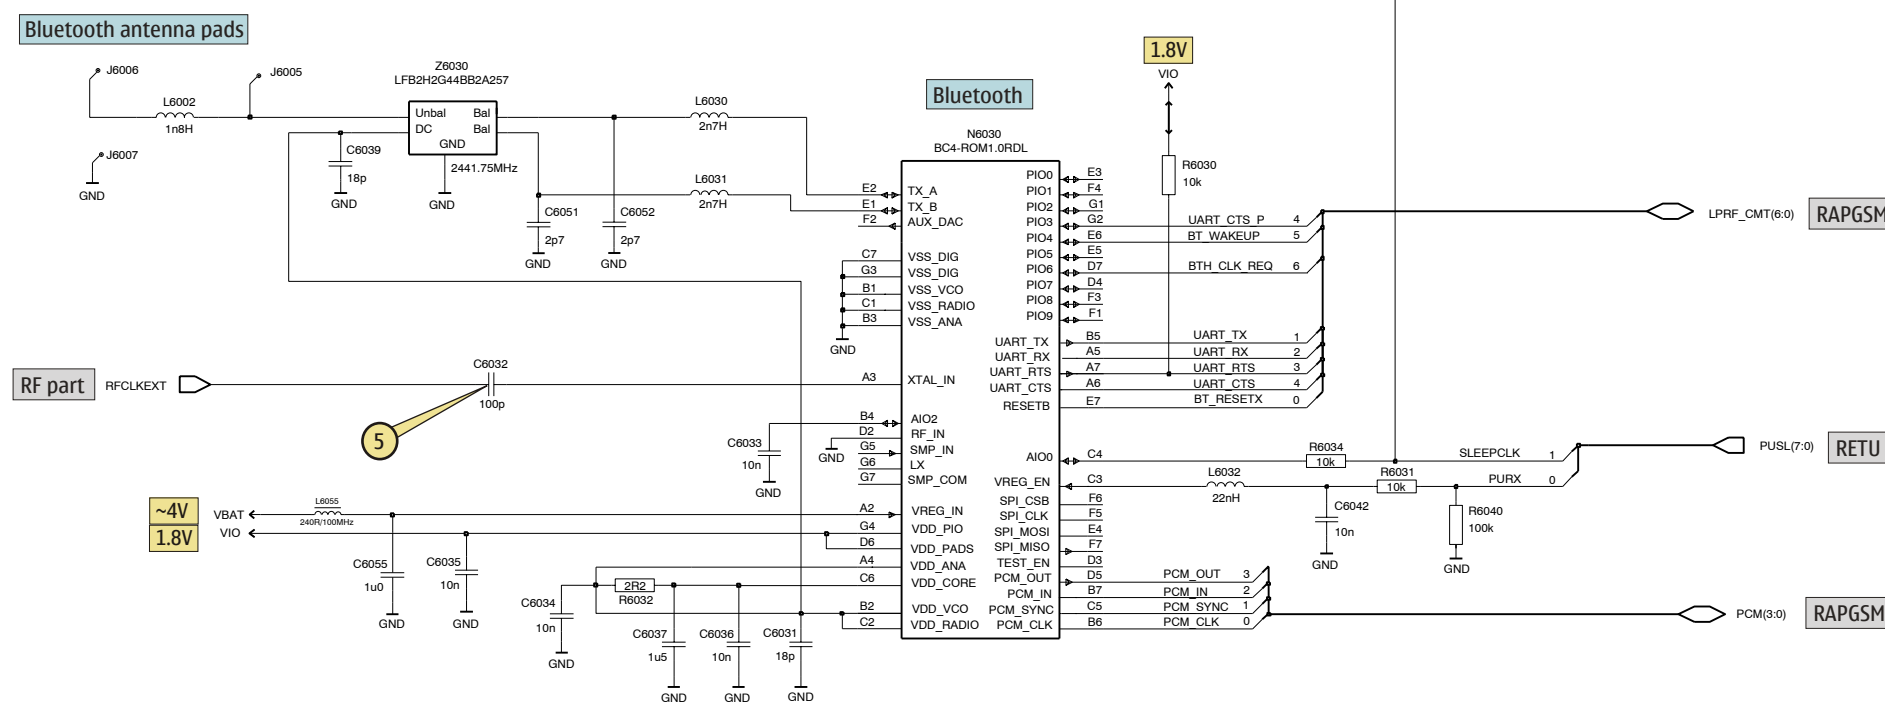 Bluetooth antenna pads
J6006
L6002
1n8H
J6005
J6007
GND
Z6030
LFB2H2G44BB2A257
Unbal
Bal
DC
Bal
GND
2441.75MHz
C6039
18p
GND
GND
L6030
2n7H
L6031
2n7H
C6051
2p7
GND
C6052
2p7
GND
Bluetooth
N6030
BC4-ROM1.0RDL
E2 TX_A
E1 TX_B
F2 AUX_DAC
C7 VSS_DIG
G3 VSS_DIG
B1 VSS_VCO
C1 VSS_RADIO
B3 VSS_ANA
GND
RF part
RFCLKEXT
C6032
100p
5
A3 XTAL_IN
B4 AIO2
D2 RF_IN
G5 SMP_IN
G6 LX
G7 SMP_COM
C6033
10n
GND
GND
~4V
VBAT
L6055
240R/100MHz
1.8V
VIO
A2 VREG_IN
G4 VDD_PIO
D6 VDD_PADS
A4 VDD_ANA
C6 VDD_CORE
B2 VDD_VCO
C2 VDD_RADIO
C6055
1u0
GND
C6035
10n
GND
C6034
10n
GND
2R2
R6032
C6037
1u5
GND
C6036
10n
GND
C6031
18p
GND
1.8V
VIO
R6030
10k
PIO0 E3
PIO1 F4
PIO2 G1
PIO3 G2 UART_CTS_P 4
PIO4 E6 BT_WAKEUP 5
PIO5 E5
PIO6 D7 BTH_CLK_REQ 6
PIO7 D4
PIO8 F3
PIO9 F1
UART_TX B5 UART_TX 1
UART_RX A5 UART_RX 2
UART_RTS A7 UART_RTS 3
UART_CTS A6 UART_CTS 4
RESETB E7 BT_RESETX 0
LPRF_CMT(6:0)
RAPGSM
AIO0 C4
R6034
10k
SLEEPCLK 1
VREG_EN C3
L6032
22nH
R6031
10k
PURX 0
PUSL(7:0)
RETU
C6042
10n
GND
R6040
100k
GND
SPI_CSB F6
SPI_CLK F5
SPI_MOSI E4
SPI_MISO F7
TEST_EN D3
PCM_OUT D5 PCM_OUT 3
PCM_IN B7 PCM_IN 2
PCM_SYNC C5 PCM_SYNC 1
PCM_CLK B6 PCM_CLK 0
PCM(3:0)
RAPGSM